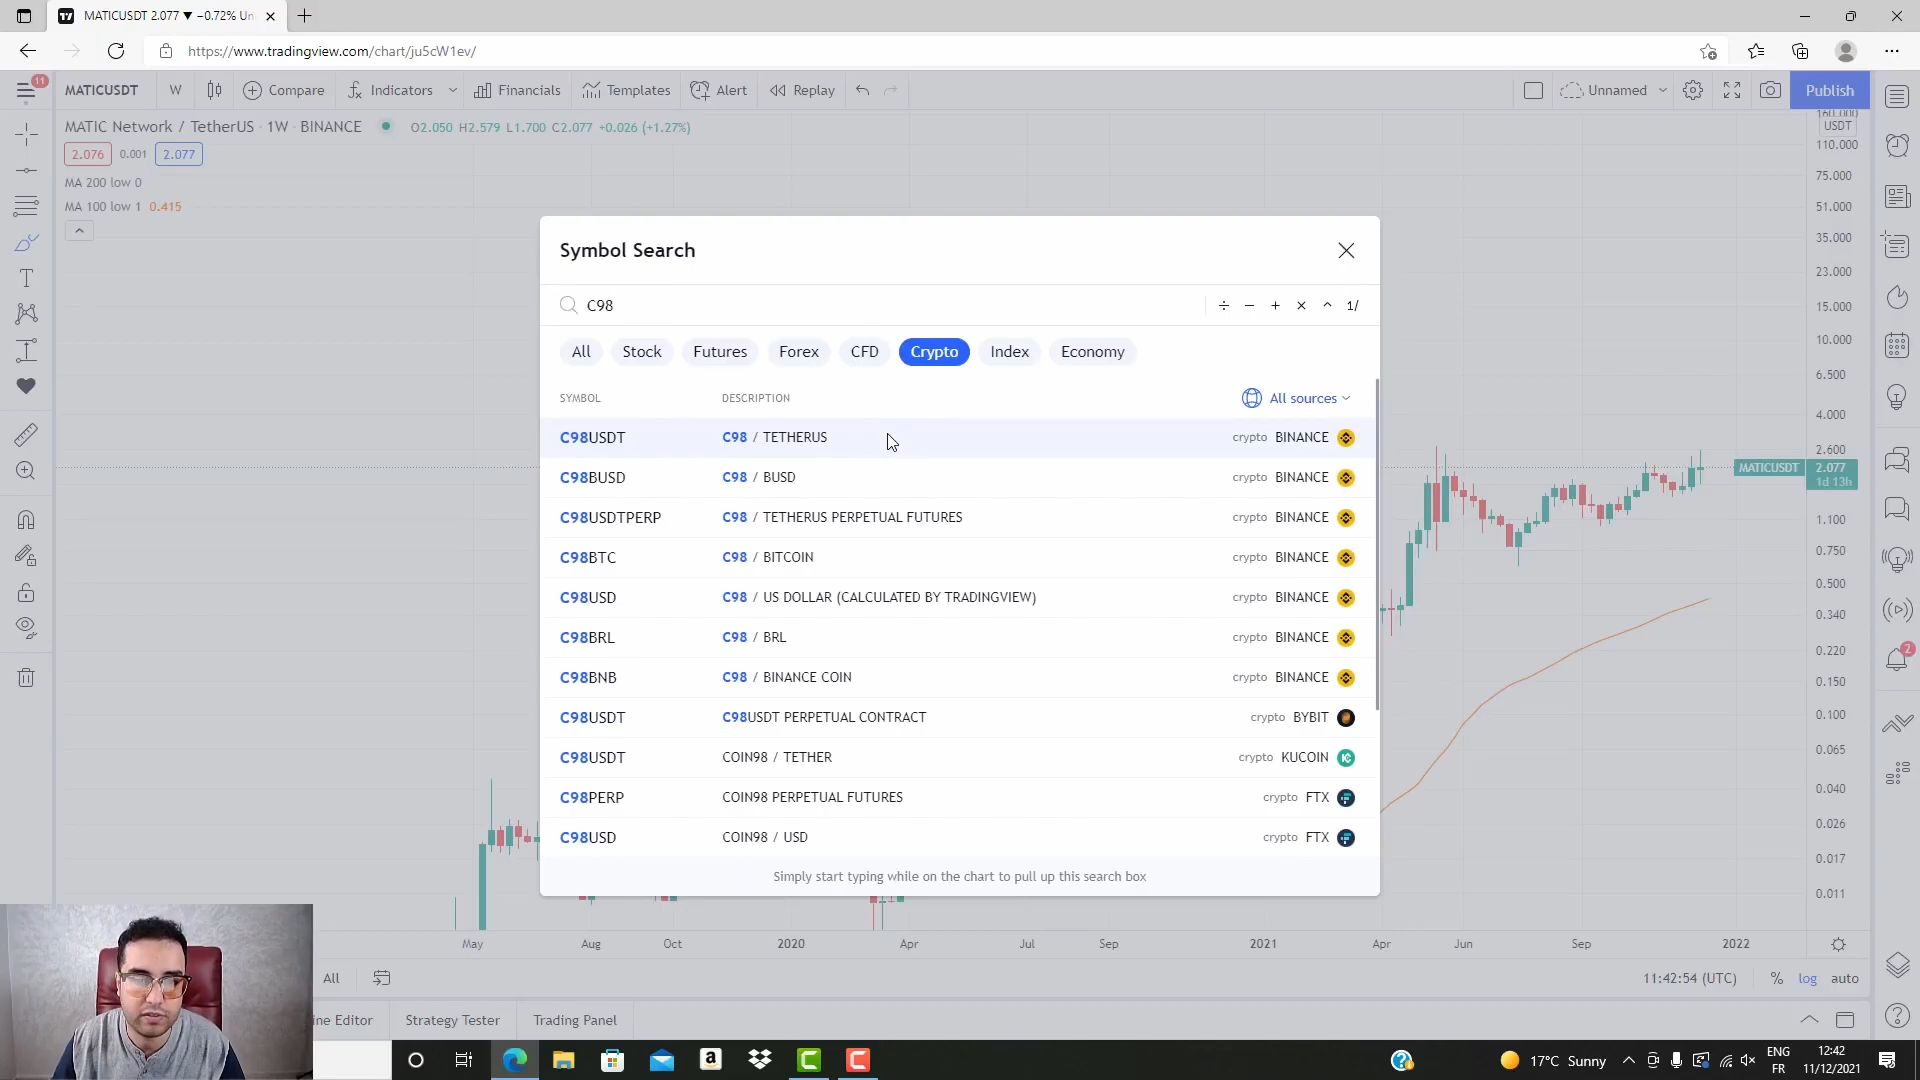 MATICUSDT 2.077 ▼ −0.72% Un
https://www.tradingview.com/chart/ju5cW1ev/
11
MATICUSDT W Compare Indicators Financials Templates Alert Replay Unnamed Publish
MATIC Network / TetherUS · 1W · BINANCE O2.050 H2.579 L1.700 C2.077 +0.026 (+1.27%)
2.076 0.001 2.077
MA 200 low 0
MA 100 low 1 0.415
160.000
USDT
110.000
75.000
51.000
35.000
23.000
15.000
10.000
6.500
4.000
2.600
MATICUSDT 2.077
1d 13h
1.100
0.750
0.500
0.340
0.220
0.150
0.100
0.065
0.040
0.026
0.017
0.011
2
Symbol Search
C98
÷ − + × ^ 1/
All Stock Futures Forex CFD Crypto Index Economy
SYMBOL DESCRIPTION All sources
C98USDT C98 / TETHERUS crypto BINANCE
C98BUSD C98 / BUSD crypto BINANCE
C98USDTPERP C98 / TETHERUS PERPETUAL FUTURES crypto BINANCE
C98BTC C98 / BITCOIN crypto BINANCE
C98USD C98 / US DOLLAR (CALCULATED BY TRADINGVIEW) crypto BINANCE
C98BRL C98 / BRL crypto BINANCE
C98BNB C98 / BINANCE COIN crypto BINANCE
C98USDT C98USDT PERPETUAL CONTRACT crypto BYBIT
C98USDT COIN98 / TETHER crypto KUCOIN
C98PERP COIN98 PERPETUAL FUTURES crypto FTX
C98USD COIN98 / USD crypto FTX
Simply start typing while on the chart to pull up this search box
May Aug Oct 2020 Apr Jul Sep 2021 Apr Jun Sep 2022
All 11:42:54 (UTC) % log auto
ine Editor Strategy Tester Trading Panel
17°C Sunny
ENG
FR
12:42
11/12/2021